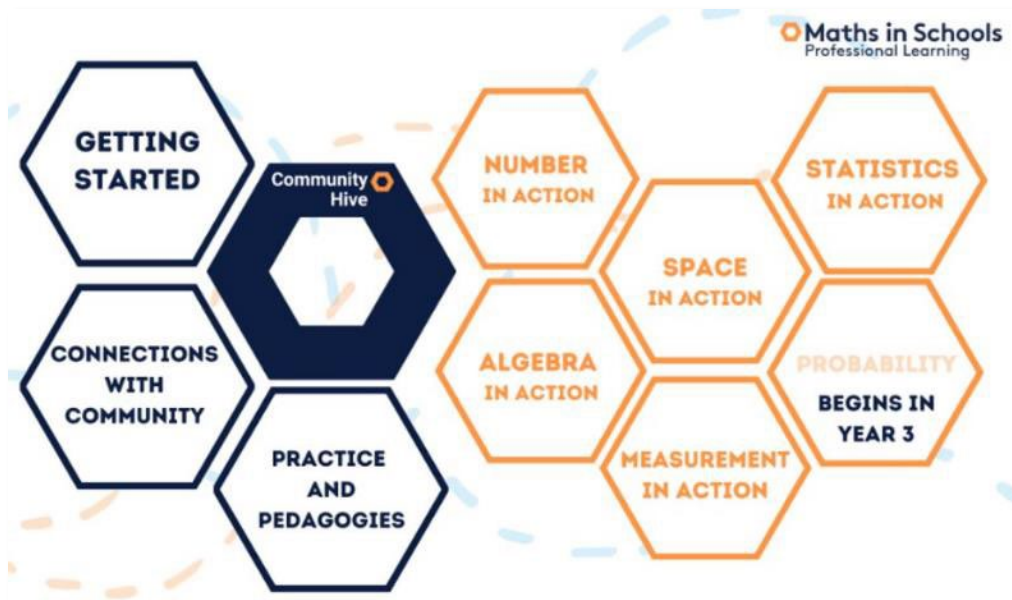 Maths in Schools
Professional Learning
GETTING
STARTED
Community
Hive
CONNECTIONS
WITH
COMMUNITY
PRACTICE
AND
PEDAGOGIES
NUMBER
IN ACTION
ALGEBRA
IN ACTION
SPACE
IN ACTION
MEASUREMENT
IN ACTION
STATISTICS
IN ACTION
PROBABILITY
BEGINS IN
YEAR 3